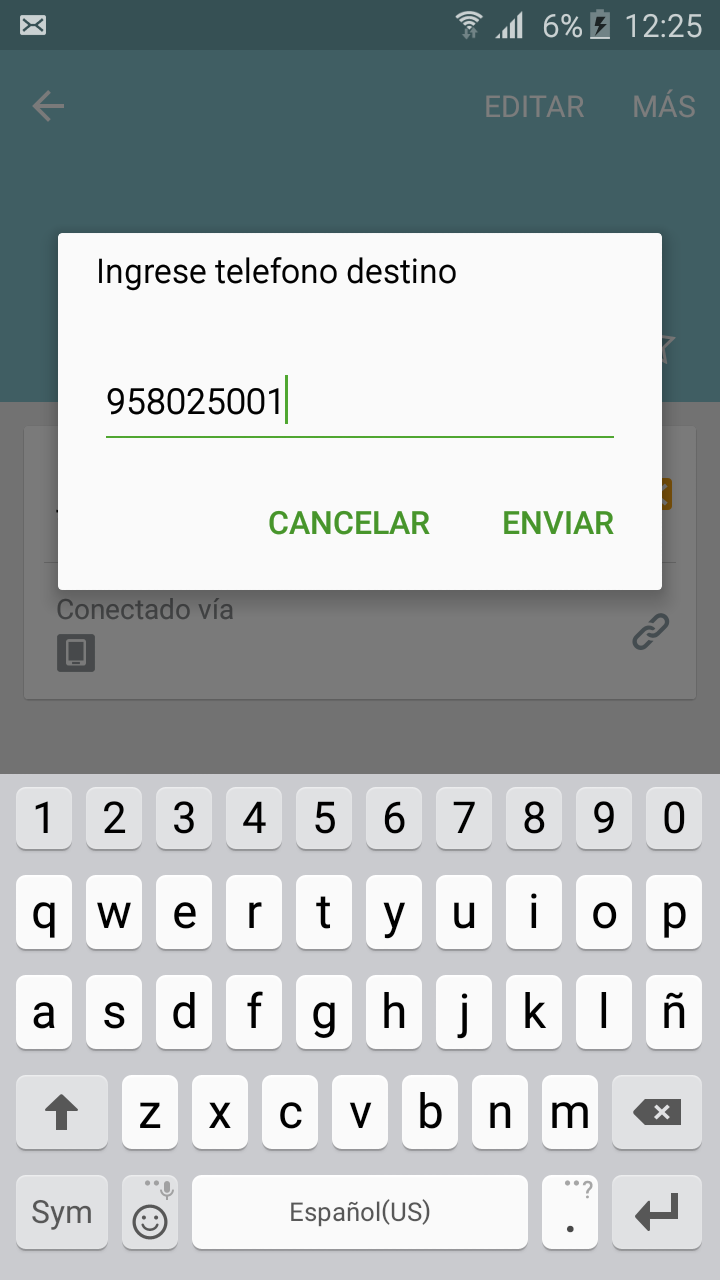 6% 12:25
EDITAR MÁS
Ingrese telefono destino
958025001
CANCELAR ENVIAR
Conectado vía
1 2 3 4 5 6 7 8 9 0
q w e r t y u i o p
a s d f g h j k l ñ
z x c v b n m
Sym Español(US) . ?